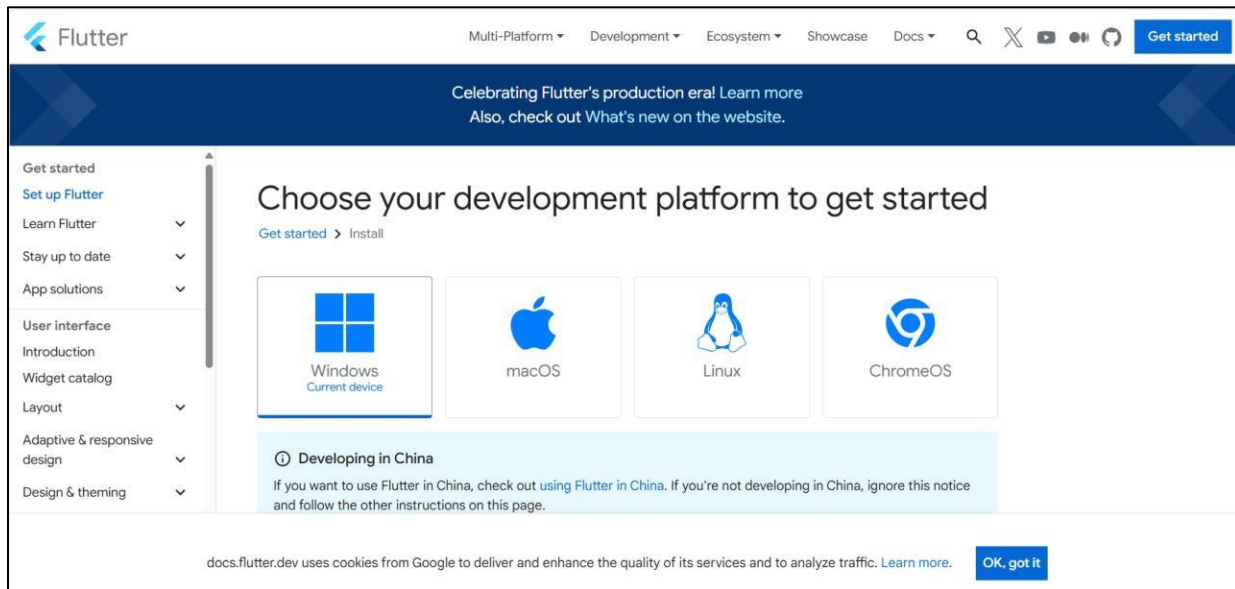 Flutter
Multi-Platform
Development
Ecosystem
Showcase
Docs
Get started
Celebrating Flutter's production era! Learn more
Also, check out What's new on the website.
Get started
Set up Flutter
Learn Flutter
Stay up to date
App solutions
User interface
Introduction
Widget catalog
Layout
Adaptive & responsive
design
Design & theming
Choose your development platform to get started
Get started > Install
Windows
Current device
macOS
Linux
ChromeOS
Developing in China
If you want to use Flutter in China, check out using Flutter in China. If you're not developing in China, ignore this notice
and follow the other instructions on this page.
docs.flutter.dev uses cookies from Google to deliver and enhance the quality of its services and to analyze traffic. Learn more.
OK, got it